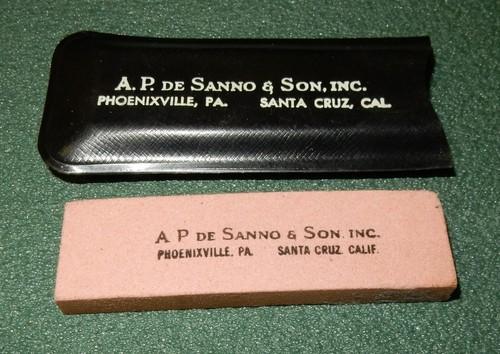 A. P. DE SANNO & SON, INC.
PHOENIXVILLE, PA. SANTA CRUZ, CAL.
A P DE SANNO & SON. INC.
PHOENIXVILLE. PA. SANTA CRUZ. CALIF.